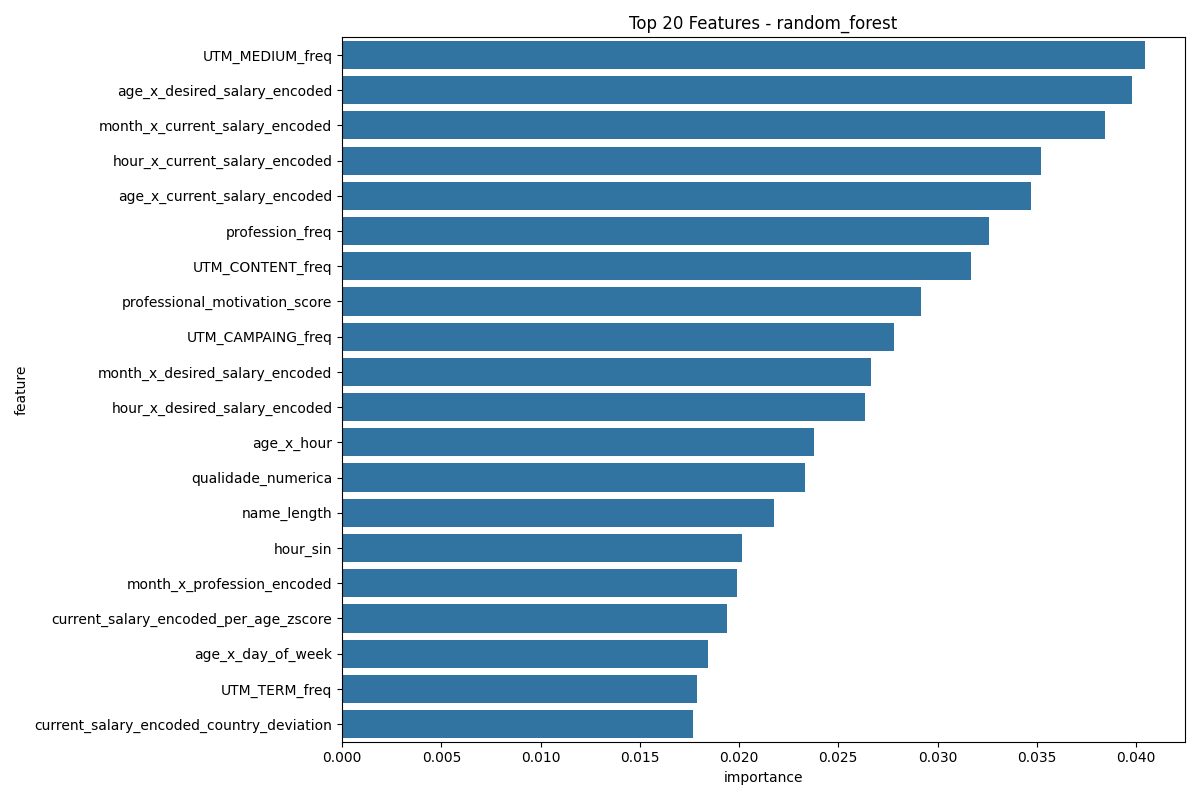 Top 20 Features - random_forest
UTM_MEDIUM_freq
age_x_desired_salary_encoded
month_x_current_salary_encoded
hour_x_current_salary_encoded
age_x_current_salary_encoded
profession_freq
UTM_CONTENT_freq
professional_motivation_score
UTM_CAMPAING_freq
month_x_desired_salary_encoded
hour_x_desired_salary_encoded
age_x_hour
qualidade_numerica
name_length
hour_sin
month_x_profession_encoded
current_salary_encoded_per_age_zscore
age_x_day_of_week
UTM_TERM_freq
current_salary_encoded_country_deviation
feature
0.000 0.005 0.010 0.015 0.020 0.025 0.030 0.035 0.040
importance